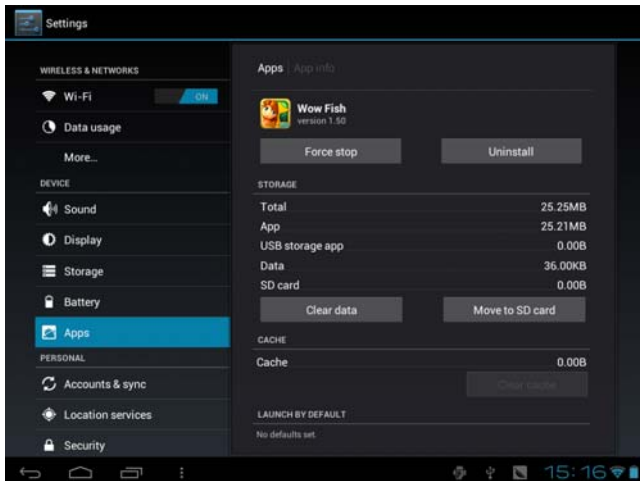 Settings
WIRELESS & NETWORKS
Wi-Fi ON
Data usage
More...
DEVICE
Sound
Display
Storage
Battery
Apps
PERSONAL
Accounts & sync
Location services
Security
Apps App info
Wow Fish
version 1.50
Force stop Uninstall
STORAGE
Total 25.25MB
App 25.21MB
USB storage app 0.00B
Data 36.00KB
SD card 0.00B
Clear data Move to SD card
CACHE
Cache 0.00B
Clear cache
LAUNCH BY DEFAULT
No defaults set.
15:16